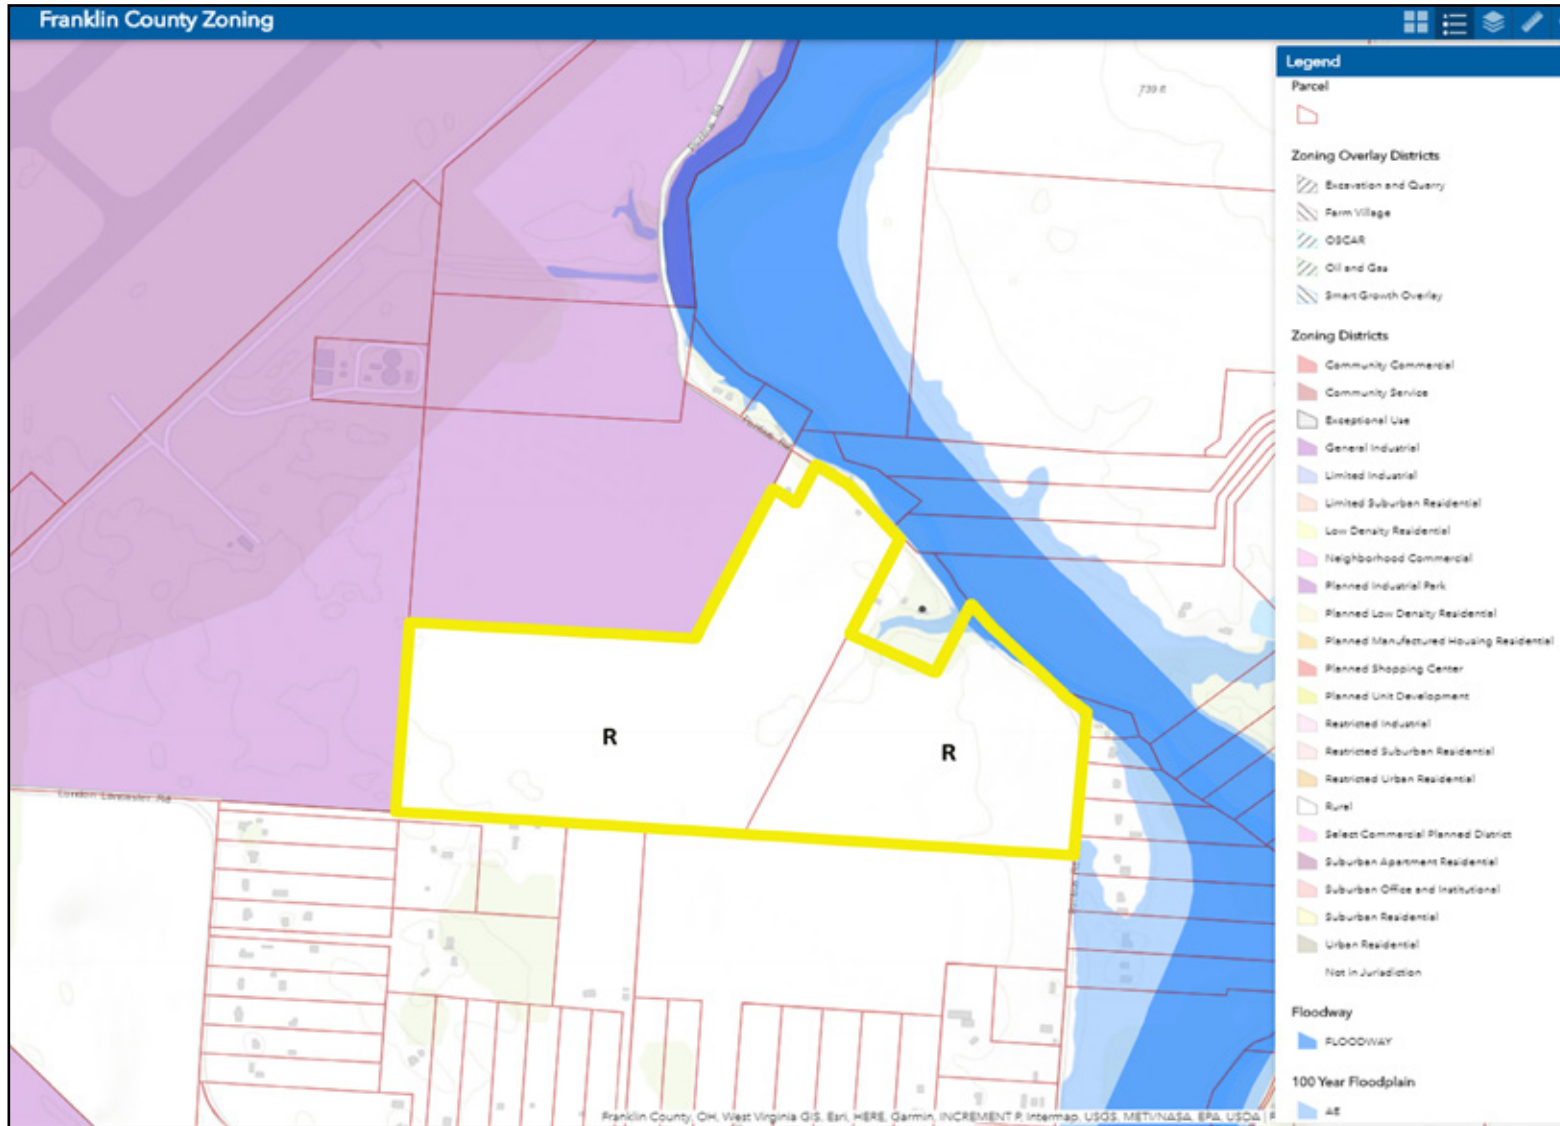 Franklin County Zoning
Legend
Parcel
Zoning Overlay Districts
Excavation and Quarry
Farm Village
OSCAR
Oil and Gas
Smart Growth Overlay
Zoning Districts
Community Commercial
Community Service
Exceptional Use
General Industrial
Limited Industrial
Limited Suburban Residential
Low Density Residential
Neighborhood Commercial
Planned Industrial Park
Planned Low Density Residential
Planned Manufactured Housing Residential
Planned Shopping Center
Planned Unit Development
Restricted Industrial
Restricted Suburban Residential
Restricted Urban Residential
Rural
Select Commercial Planned District
Suburban Apartment Residential
Suburban Office and Institutional
Suburban Residential
Urban Residential
Not in Jurisdiction
Floodway
FLOODWAY
100 Year Floodplain
AE
739 ft
R
R
London Lancaster Rd
Franklin County, OH, West Virginia GIS, Esri, HERE, Garmin, INCREMENT P, Intermap, USGS, METI/NASA, EPA, USDA |